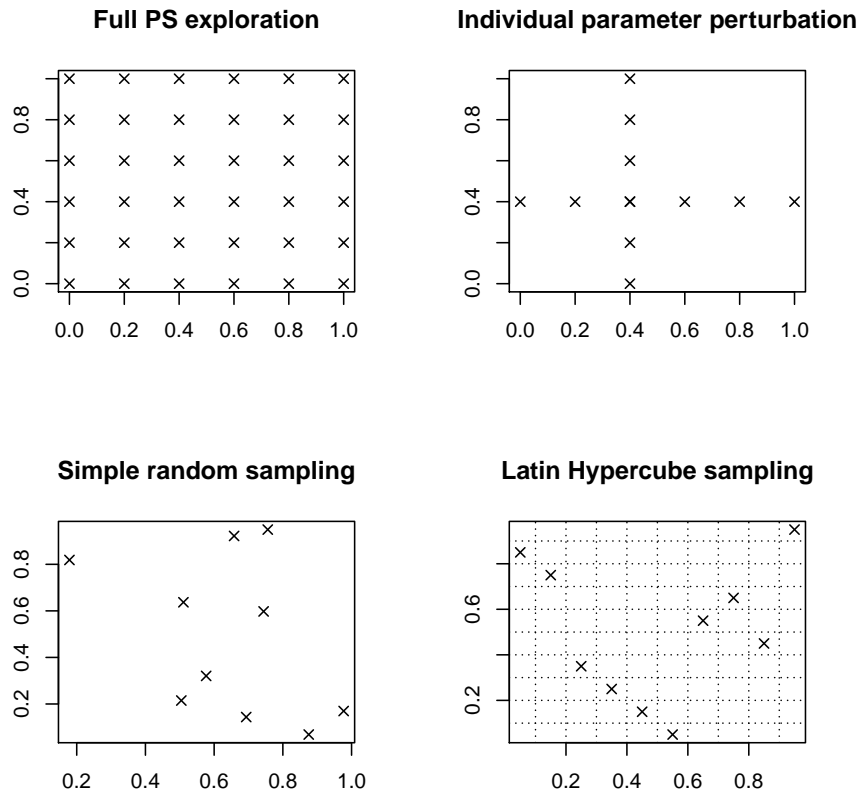 Full PS exploration
0.0 0.4 0.8
0.0 0.2 0.4 0.6 0.8 1.0
Individual parameter perturbation
0.0 0.4 0.8
0.0 0.2 0.4 0.6 0.8 1.0
Simple random sampling
0.2 0.4 0.6 0.8
0.2 0.4 0.6 0.8 1.0
Latin Hypercube sampling
0.2 0.6
0.2 0.4 0.6 0.8